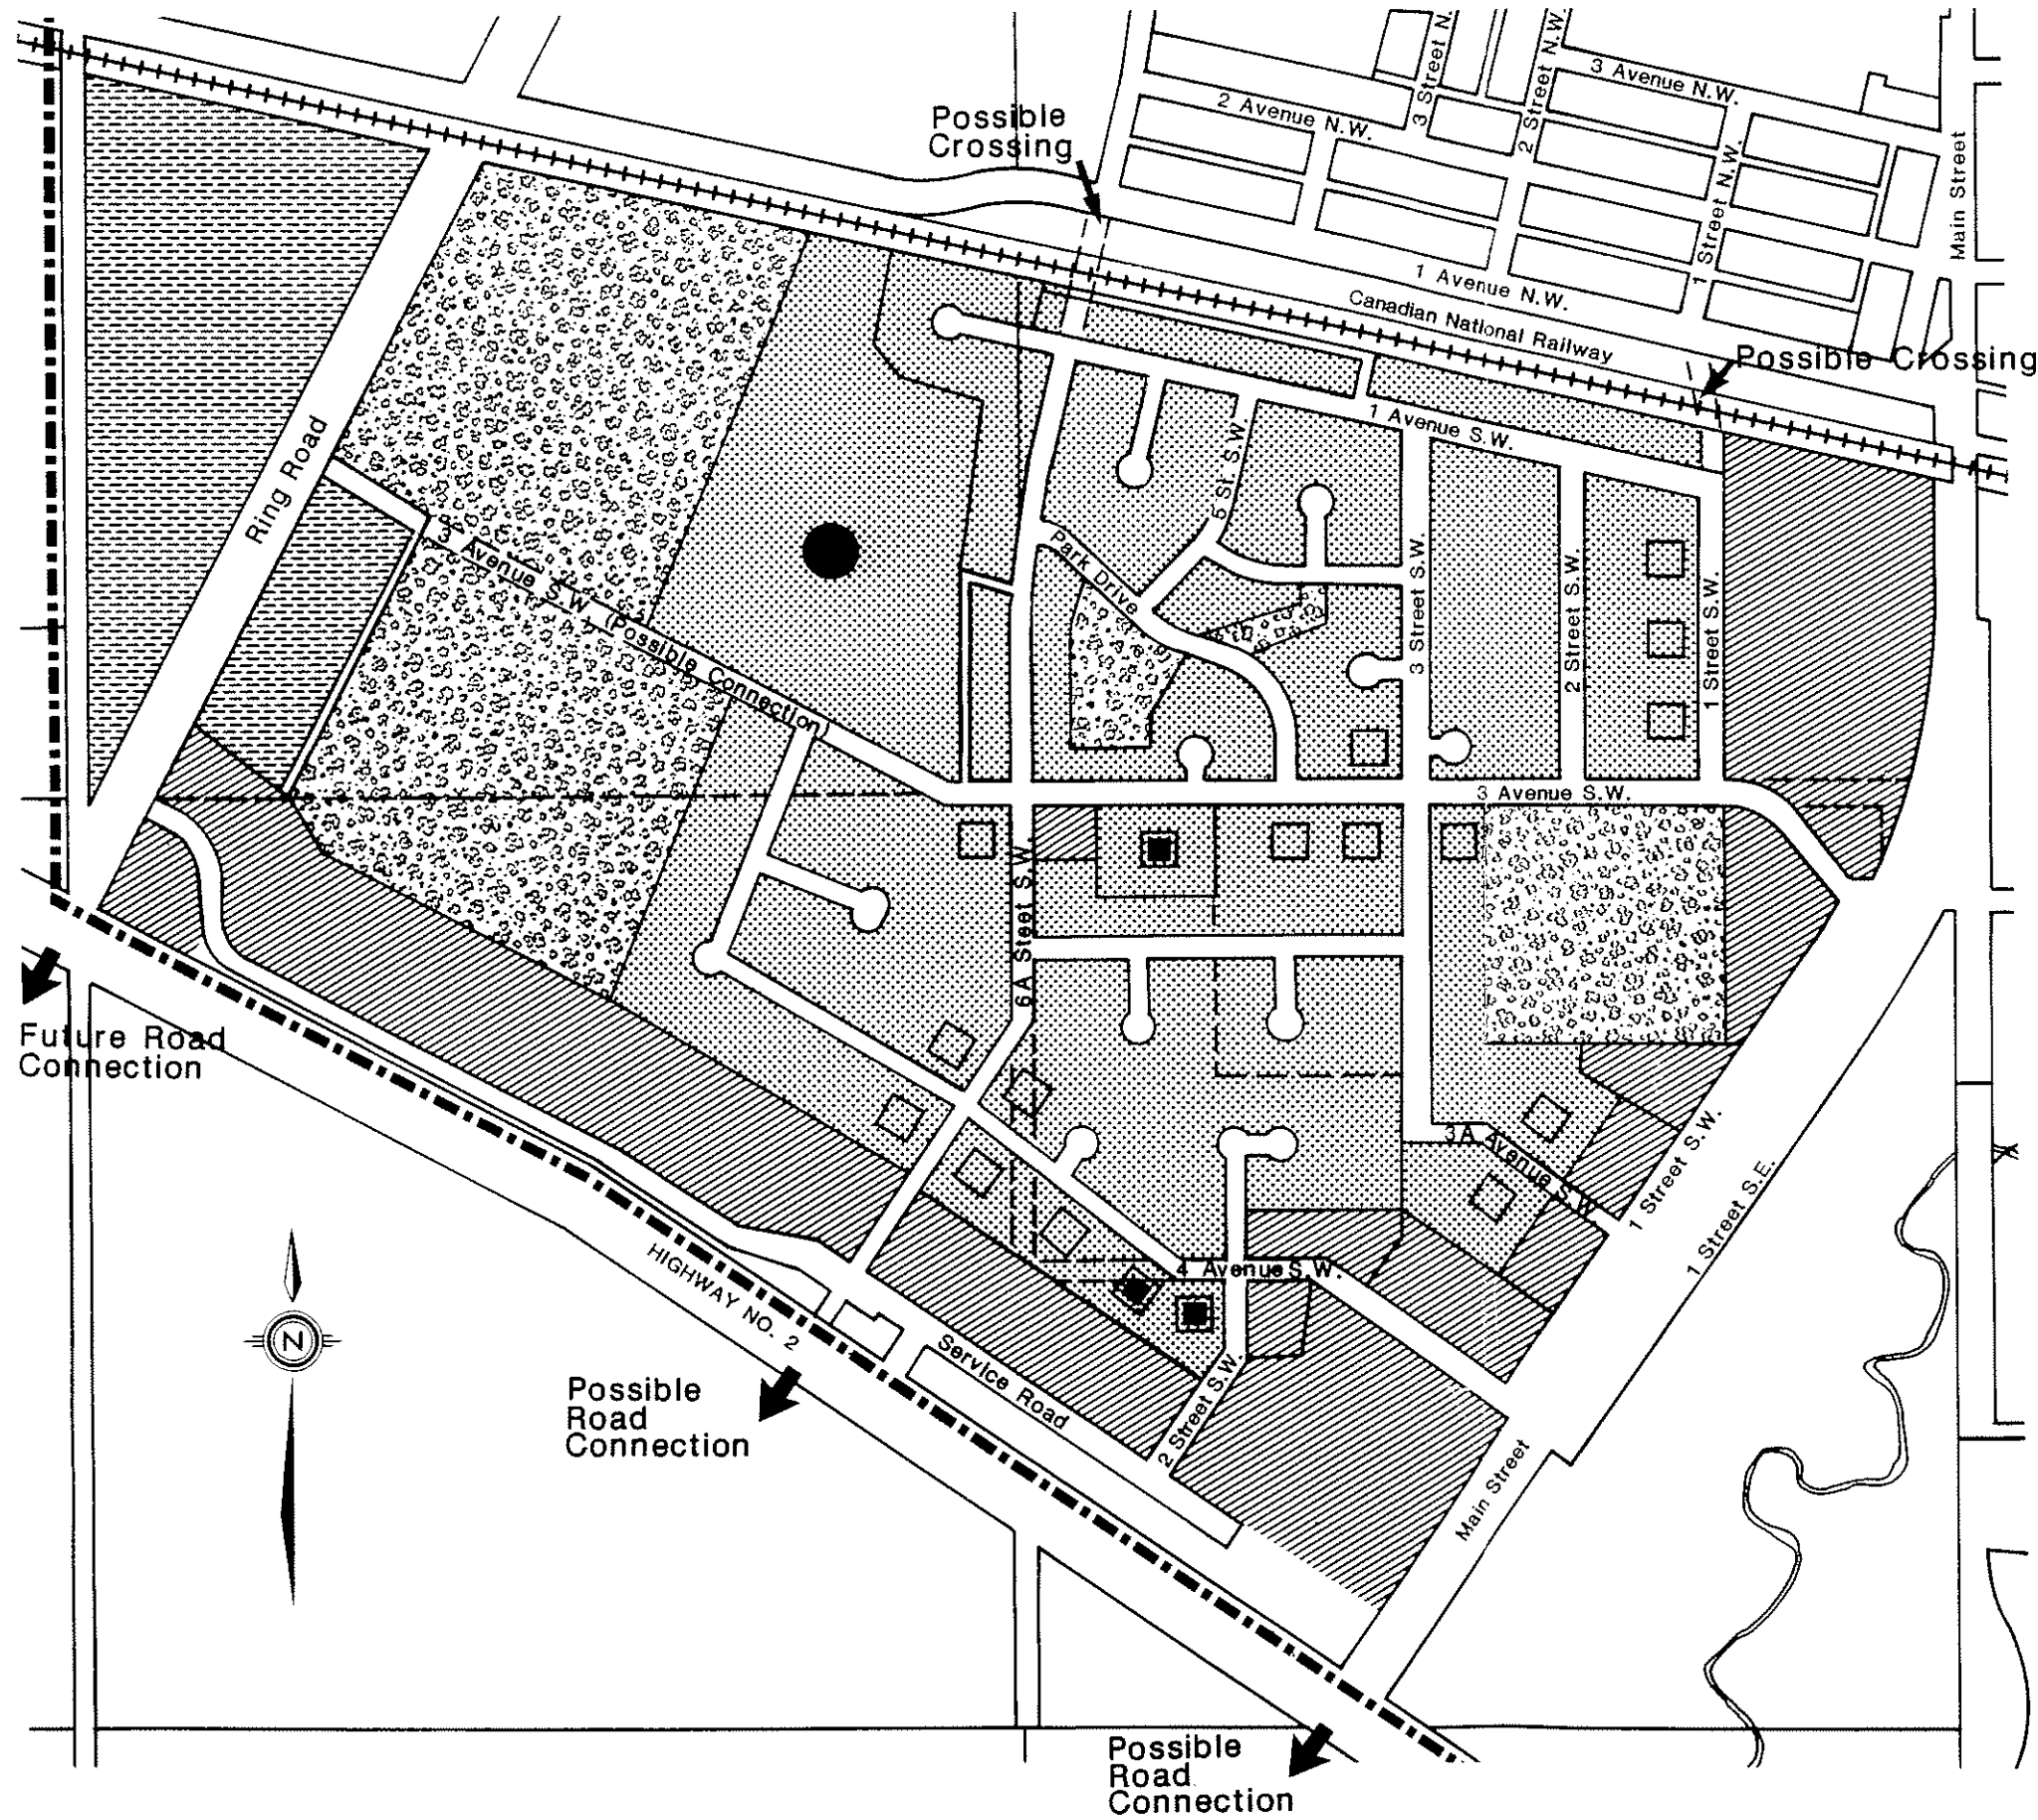 3 Street N.
2 Street N.W.
3 Avenue N.W.
2 Avenue N.W.
Possible
Crossing
1 Street N.W.
Main Street
1 Avenue N.W.
Canadian National Railway
Possible Crossing
1 Avenue S.W.
Ring Road
5 St. S.W.
Park Drive
3 Avenue S.W. (Possible Connection)
3 Street S.W.
2 Street S.W.
1 Street S.W.
3 Avenue S.W.
6A Street S.W.
Future Road
Connection
3A Avenue S.W.
1 Street S.W.
1 Street S.E.
4 Avenue S.W.
HIGHWAY NO. 2
N
Service Road
2 Street S.W.
Main Street
Possible
Road
Connection
Possible
Road
Connection